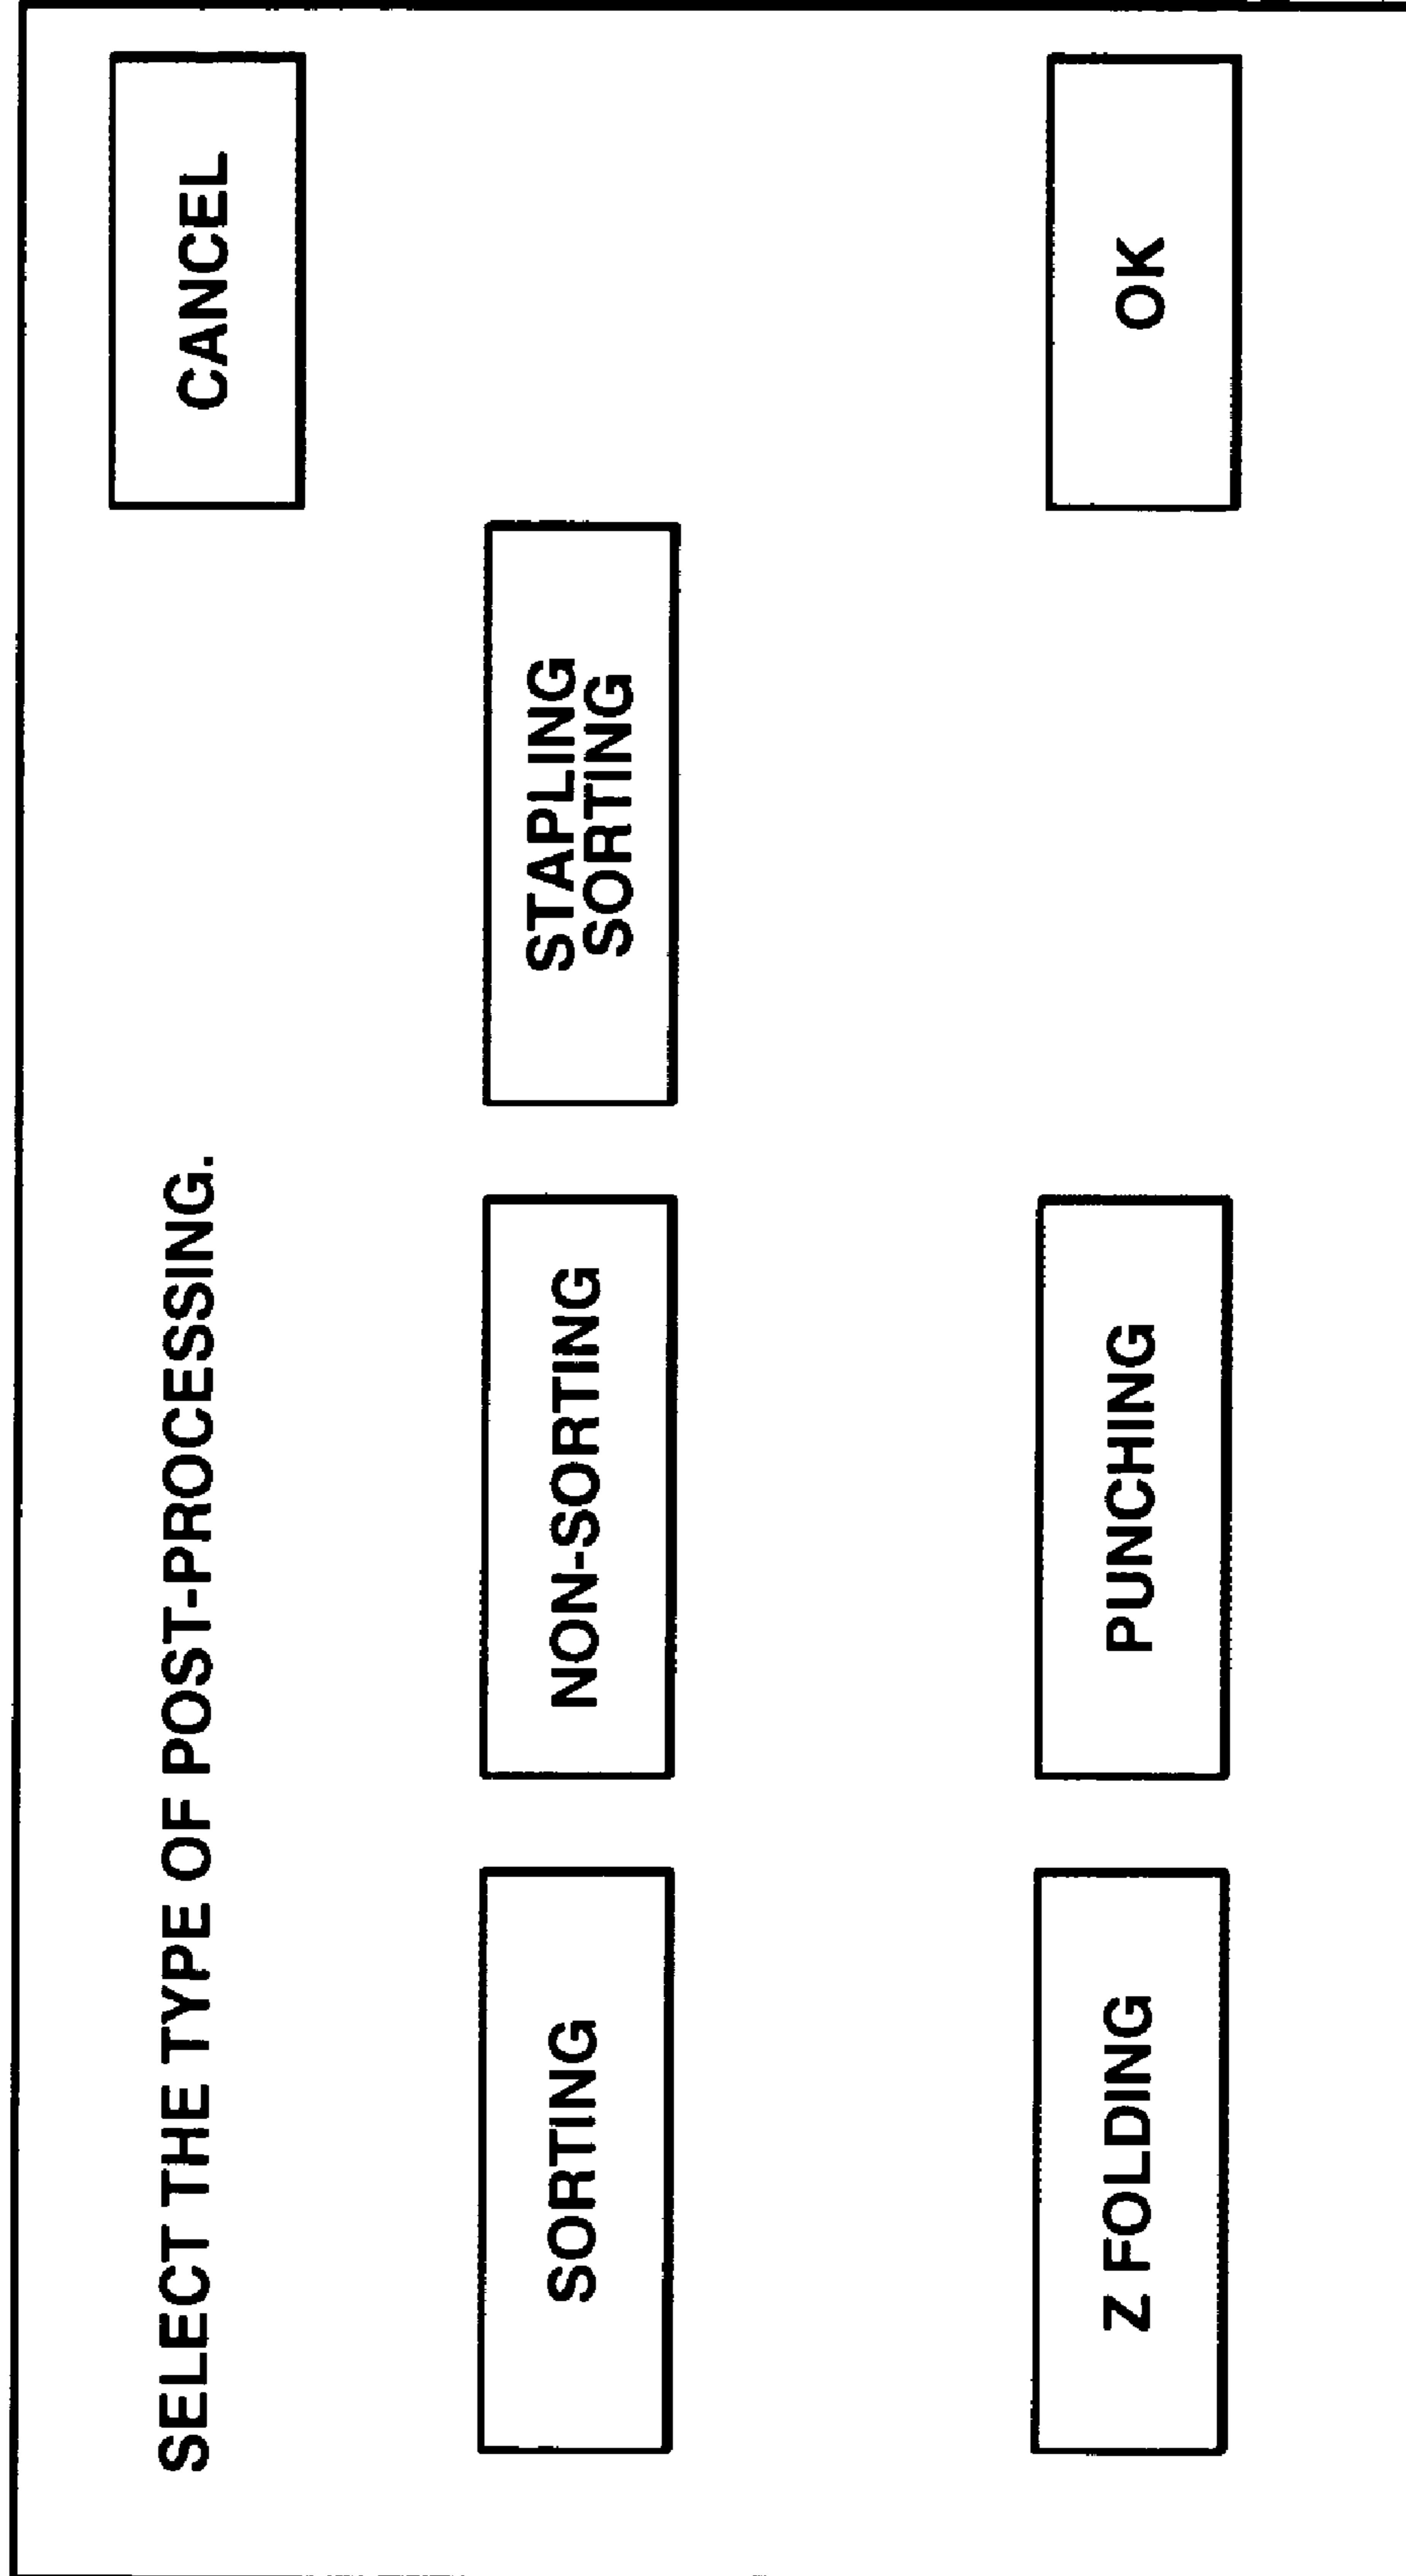 SELECT THE TYPE OF POST-PROCESSING.
CANCEL
SORTING
NON-SORTING
STAPLING
SORTING
Z FOLDING
PUNCHING
OK